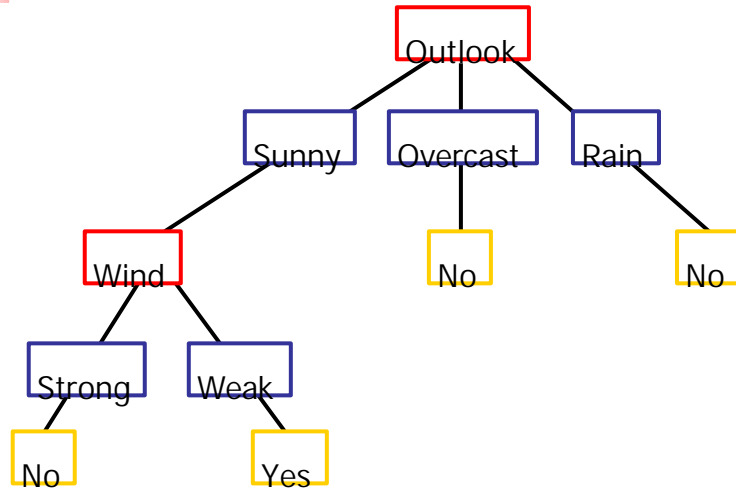 Outlook
Sunny Overcast Rain
Wind No No
Strong Weak
No Yes